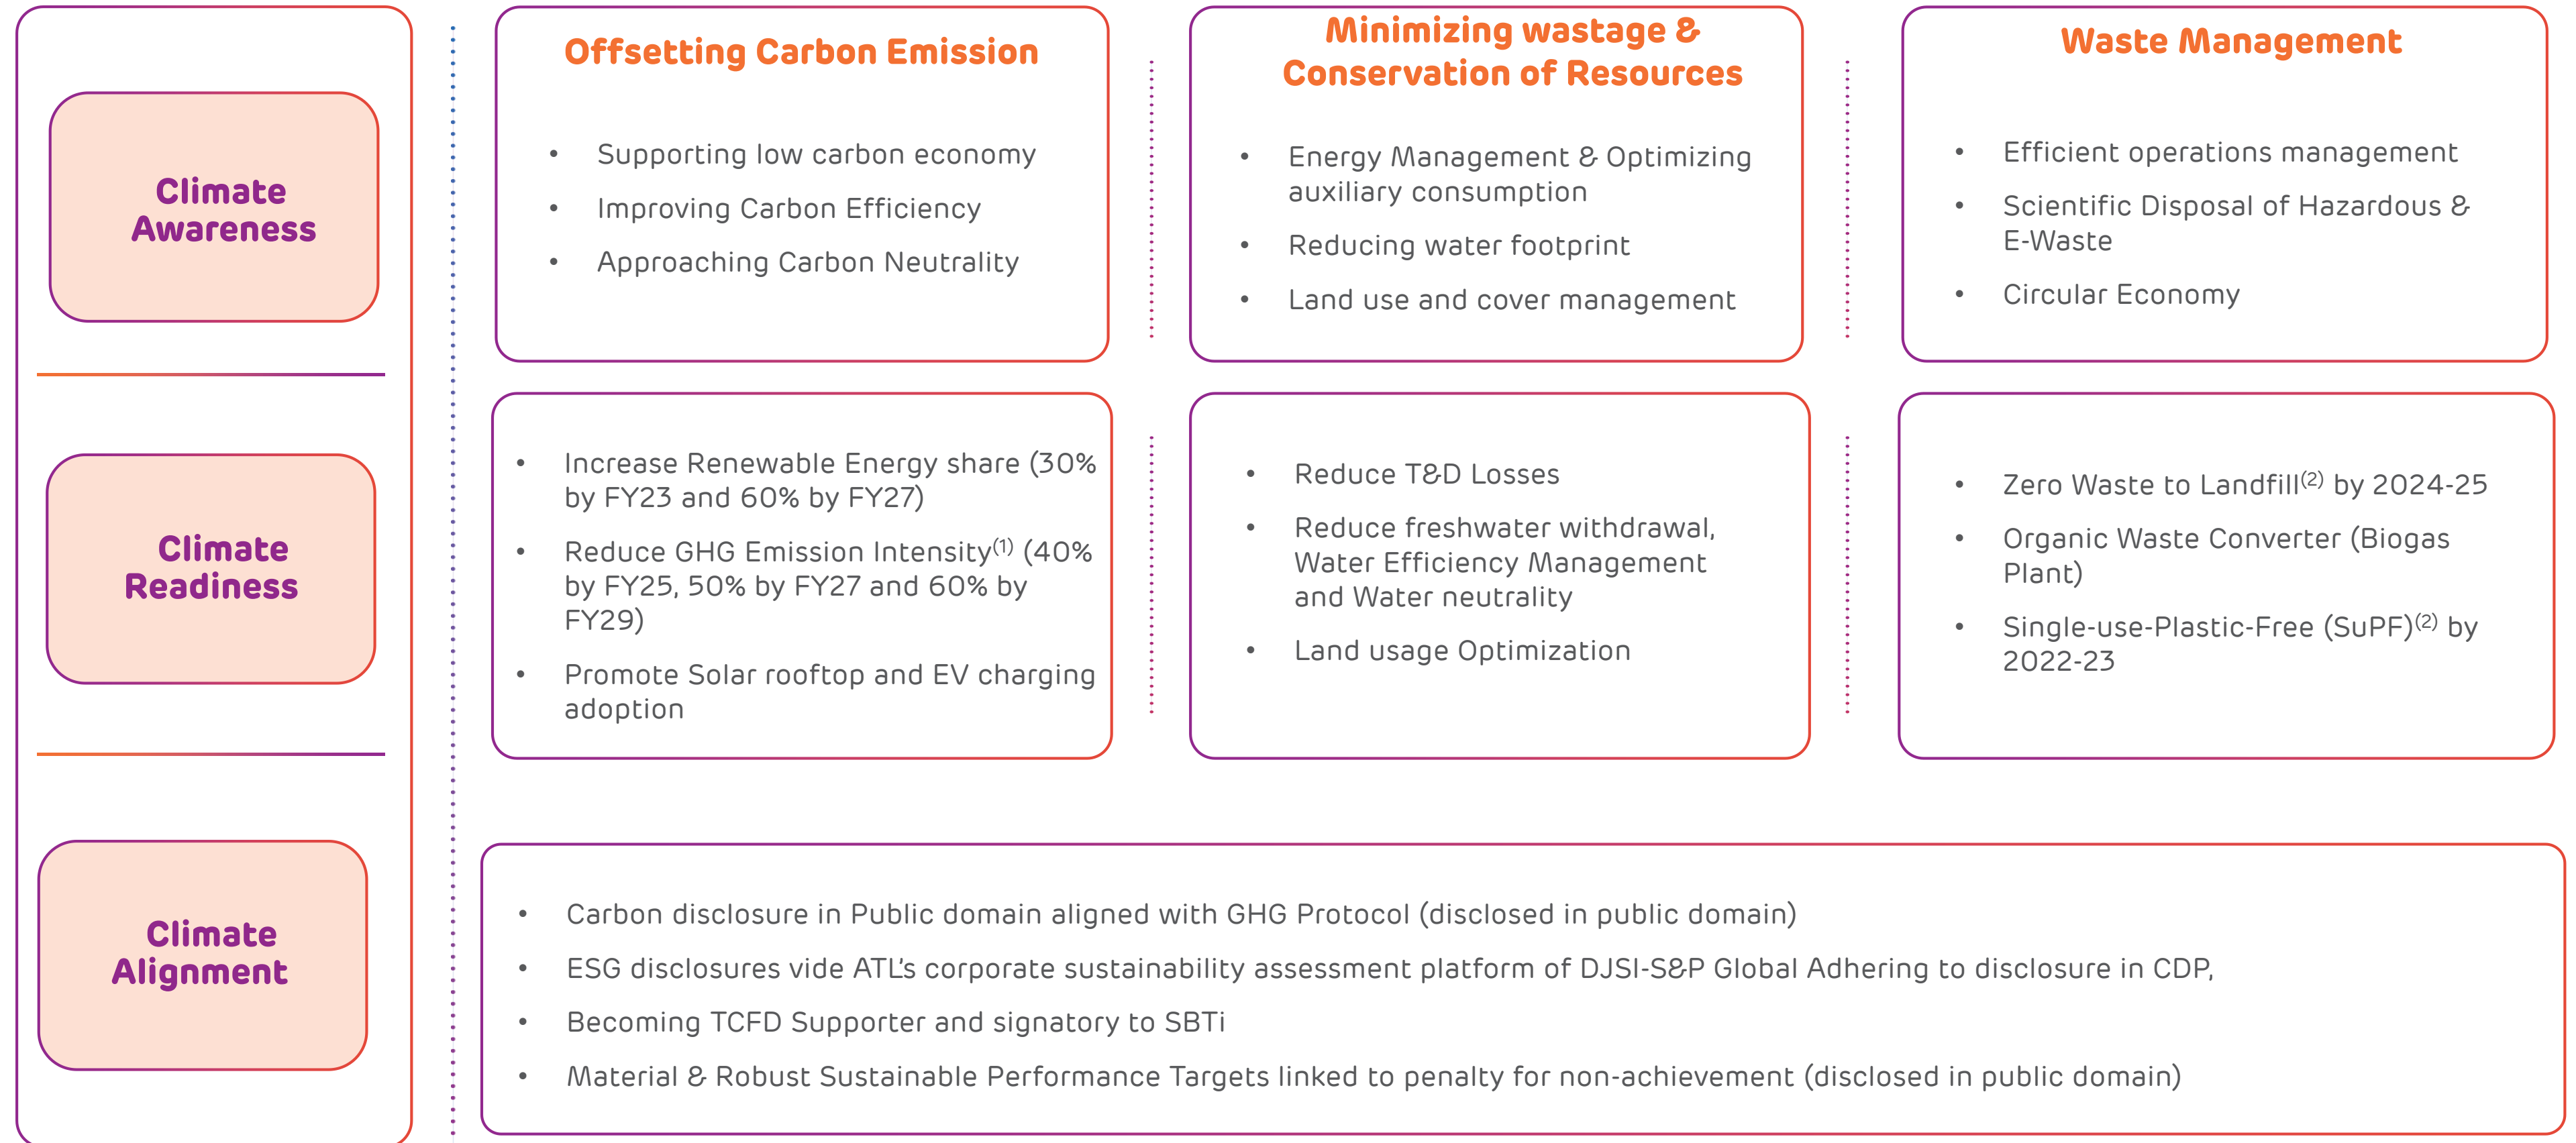 Climate
Awareness
Offsetting Carbon Emission
• Supporting low carbon economy
• Improving Carbon Efficiency
• Approaching Carbon Neutrality
Minimizing wastage &
Conservation of Resources
• Energy Management & Optimizing
auxiliary consumption
• Reducing water footprint
• Land use and cover management
Waste Management
• Efficient operations management
• Scientific Disposal of Hazardous &
E-Waste
• Circular Economy
Climate
Readiness
• Increase Renewable Energy share (30%
by FY23 and 60% by FY27)
• Reduce GHG Emission Intensity(1) (40%
by FY25, 50% by FY27 and 60% by
FY29)
• Promote Solar rooftop and EV charging
adoption
• Reduce T&D Losses
• Reduce freshwater withdrawal,
Water Efficiency Management
and Water neutrality
• Land usage Optimization
• Zero Waste to Landfill(2) by 2024-25
• Organic Waste Converter (Biogas
Plant)
• Single-use-Plastic-Free (SuPF)(2) by
2022-23
Climate
Alignment
• Carbon disclosure in Public domain aligned with GHG Protocol (disclosed in public domain)
• ESG disclosures vide ATL's corporate sustainability assessment platform of DJSI-S&P Global Adhering to disclosure in CDP,
• Becoming TCFD Supporter and signatory to SBTi
• Material & Robust Sustainable Performance Targets linked to penalty for non-achievement (disclosed in public domain)